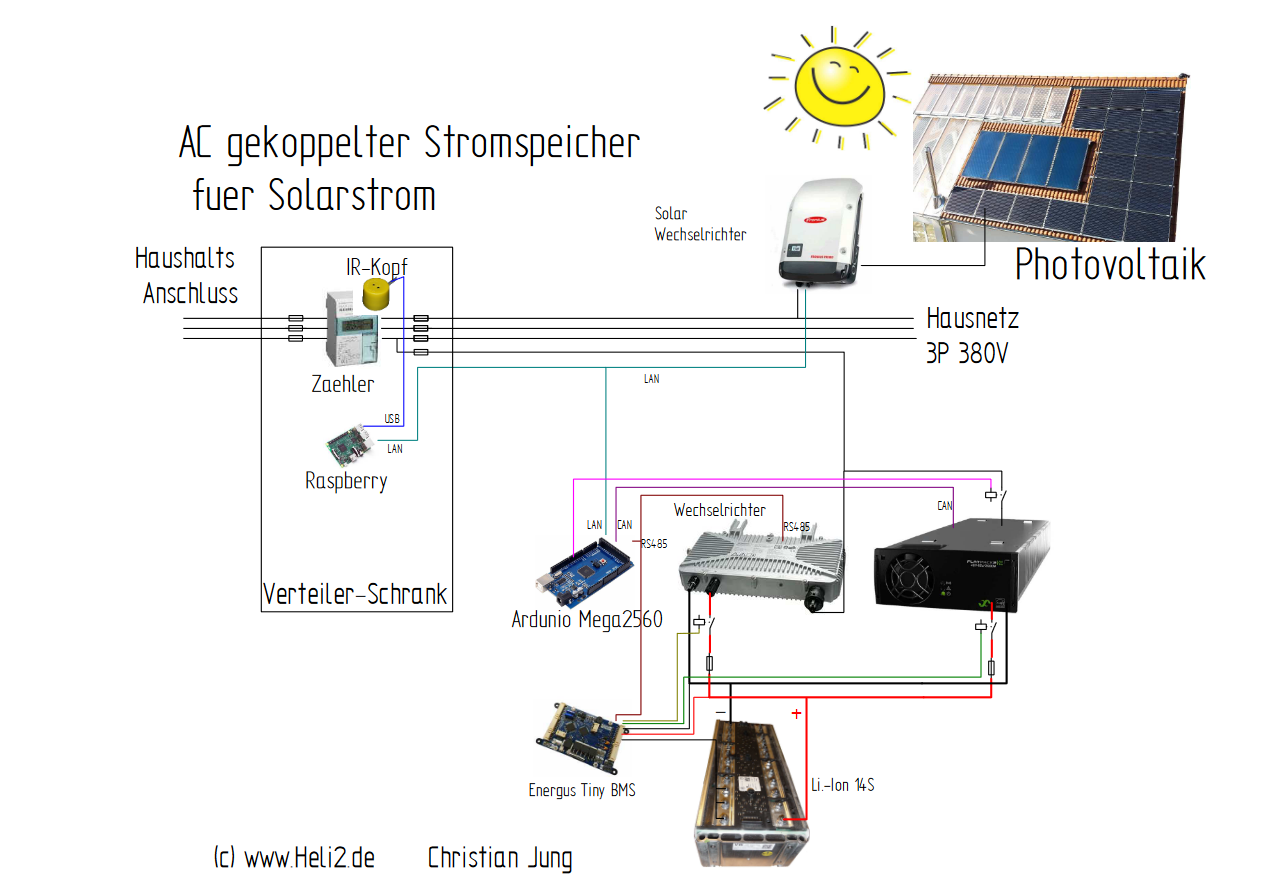 AC gekoppelter Stromspeicher
fuer Solarstrom
Solar
Wechselrichter
Fronius
Photovoltaik
Haushalts
Anschluss
IR-Kopf
Hausnetz
3P 380V
Zaehler
LAN
USB
LAN
Raspberry
Wechselrichter
CAN
LAN
CAN
RS485
RS485
Verteiler-Schrank
Ardunio Mega2560
-
+
Energus Tiny BMS
Li.-Ion 14S
(c) www.Heli2.de
Christian Jung